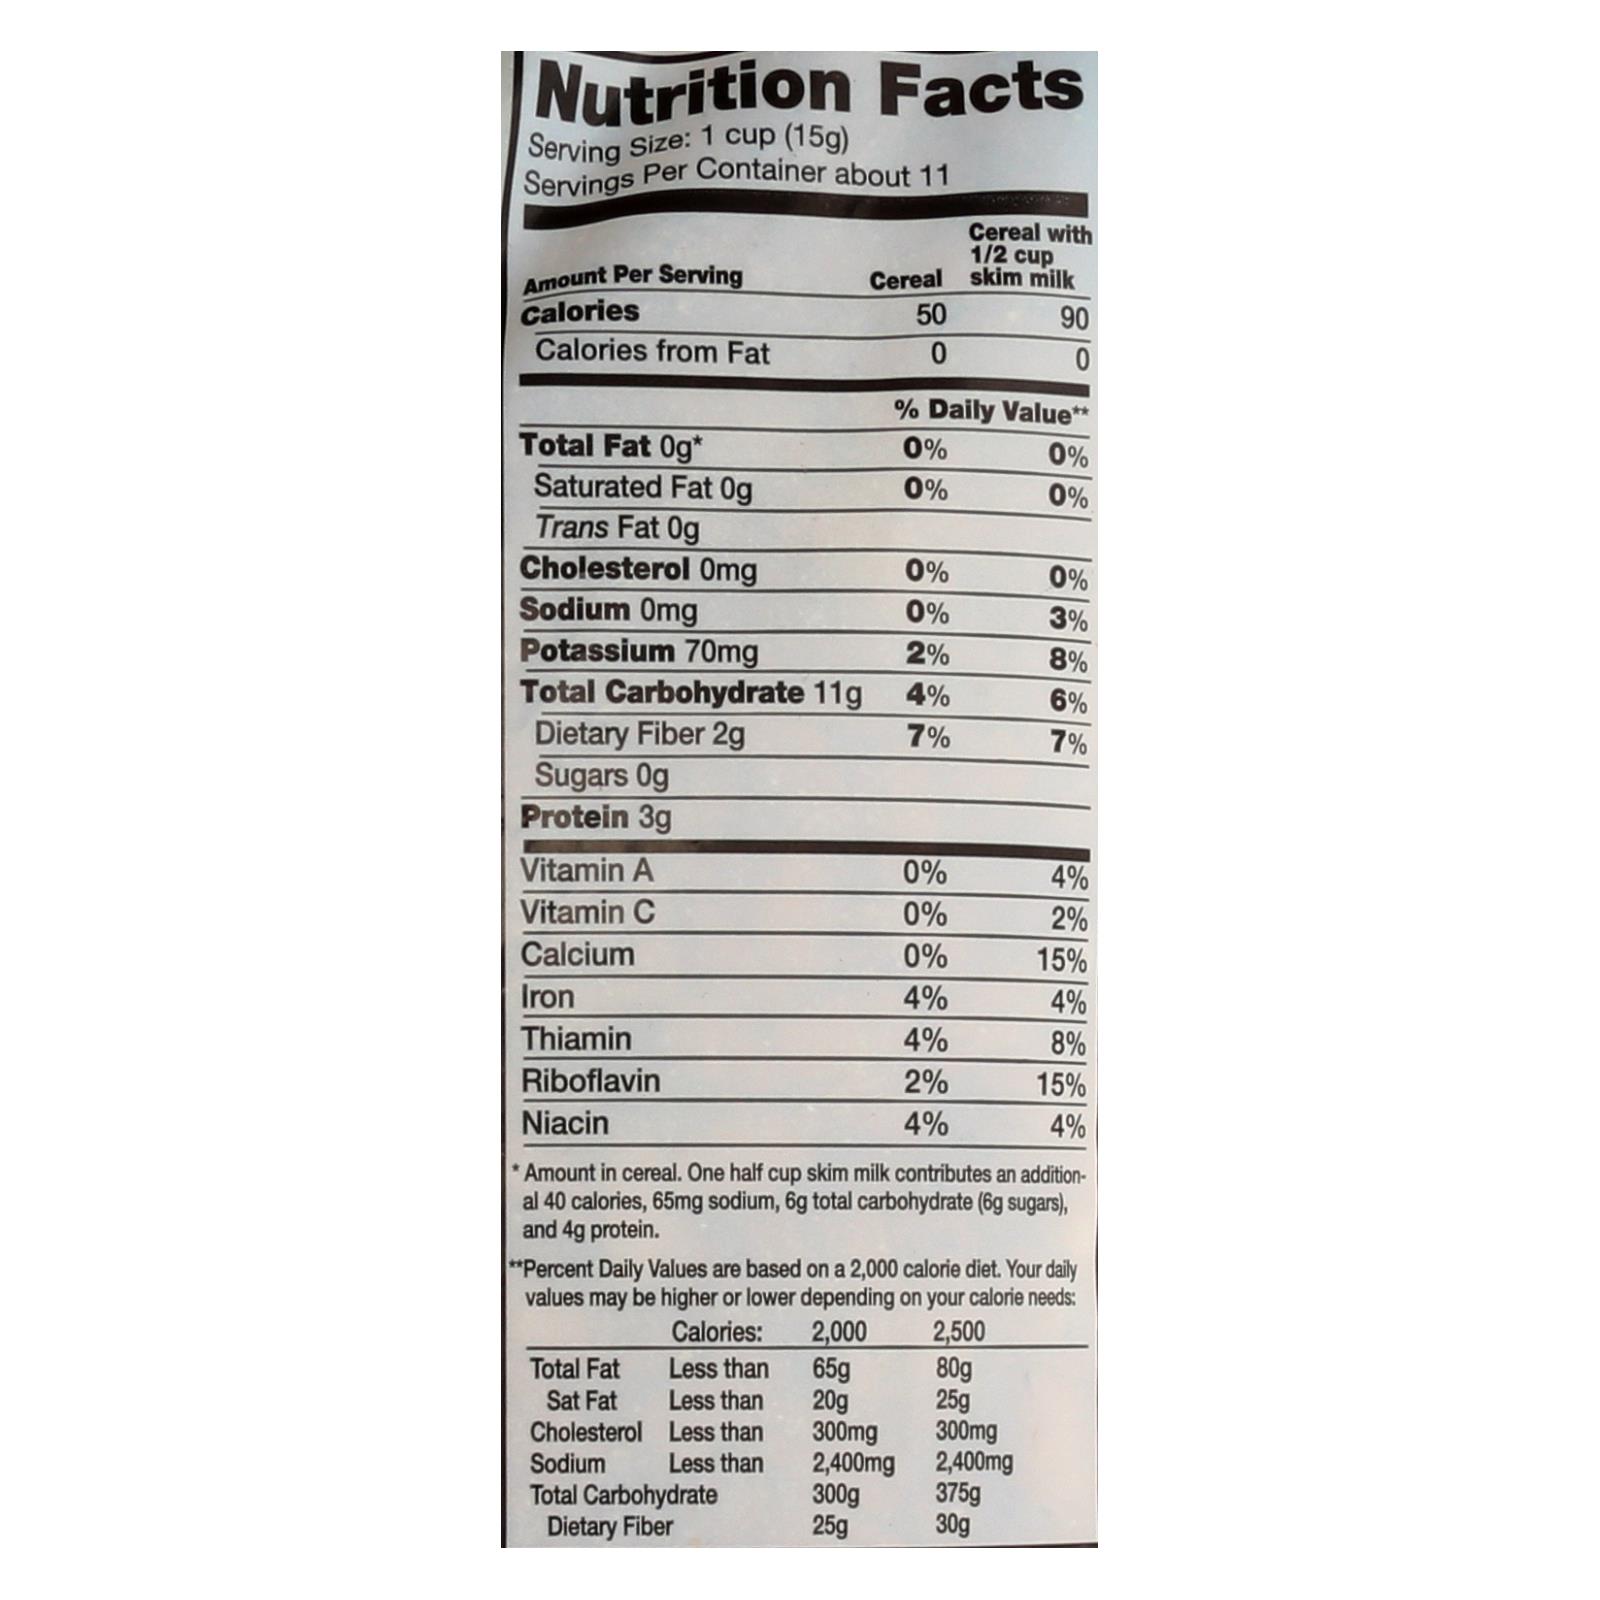 Nutrition Facts
Serving Size: 1 cup (15g)
Servings Per Container about 11
Amount Per Serving Cereal Cereal with 1/2 cup skim milk
Calories 50 90
Calories from Fat 0 0
% Daily Value**
Total Fat 0g* 0% 0%
Saturated Fat 0g 0% 0%
Trans Fat 0g
Cholesterol 0mg 0% 0%
Sodium 0mg 0% 3%
Potassium 70mg 2% 8%
Total Carbohydrate 11g 4% 6%
Dietary Fiber 2g 7% 7%
Sugars 0g
Protein 3g
Vitamin A 0% 4%
Vitamin C 0% 2%
Calcium 0% 15%
Iron 4% 4%
Thiamin 4% 8%
Riboflavin 2% 15%
Niacin 4% 4%
* Amount in cereal. One half cup skim milk contributes an addition-
al 40 calories, 65mg sodium, 6g total carbohydrate (6g sugars),
and 4g protein.
**Percent Daily Values are based on a 2,000 calorie diet. Your daily
values may be higher or lower depending on your calorie needs:
Calories: 2,000 2,500
Total Fat Less than 65g 80g
Sat Fat Less than 20g 25g
Cholesterol Less than 300mg 300mg
Sodium Less than 2,400mg 2,400mg
Total Carbohydrate 300g 375g
Dietary Fiber 25g 30g